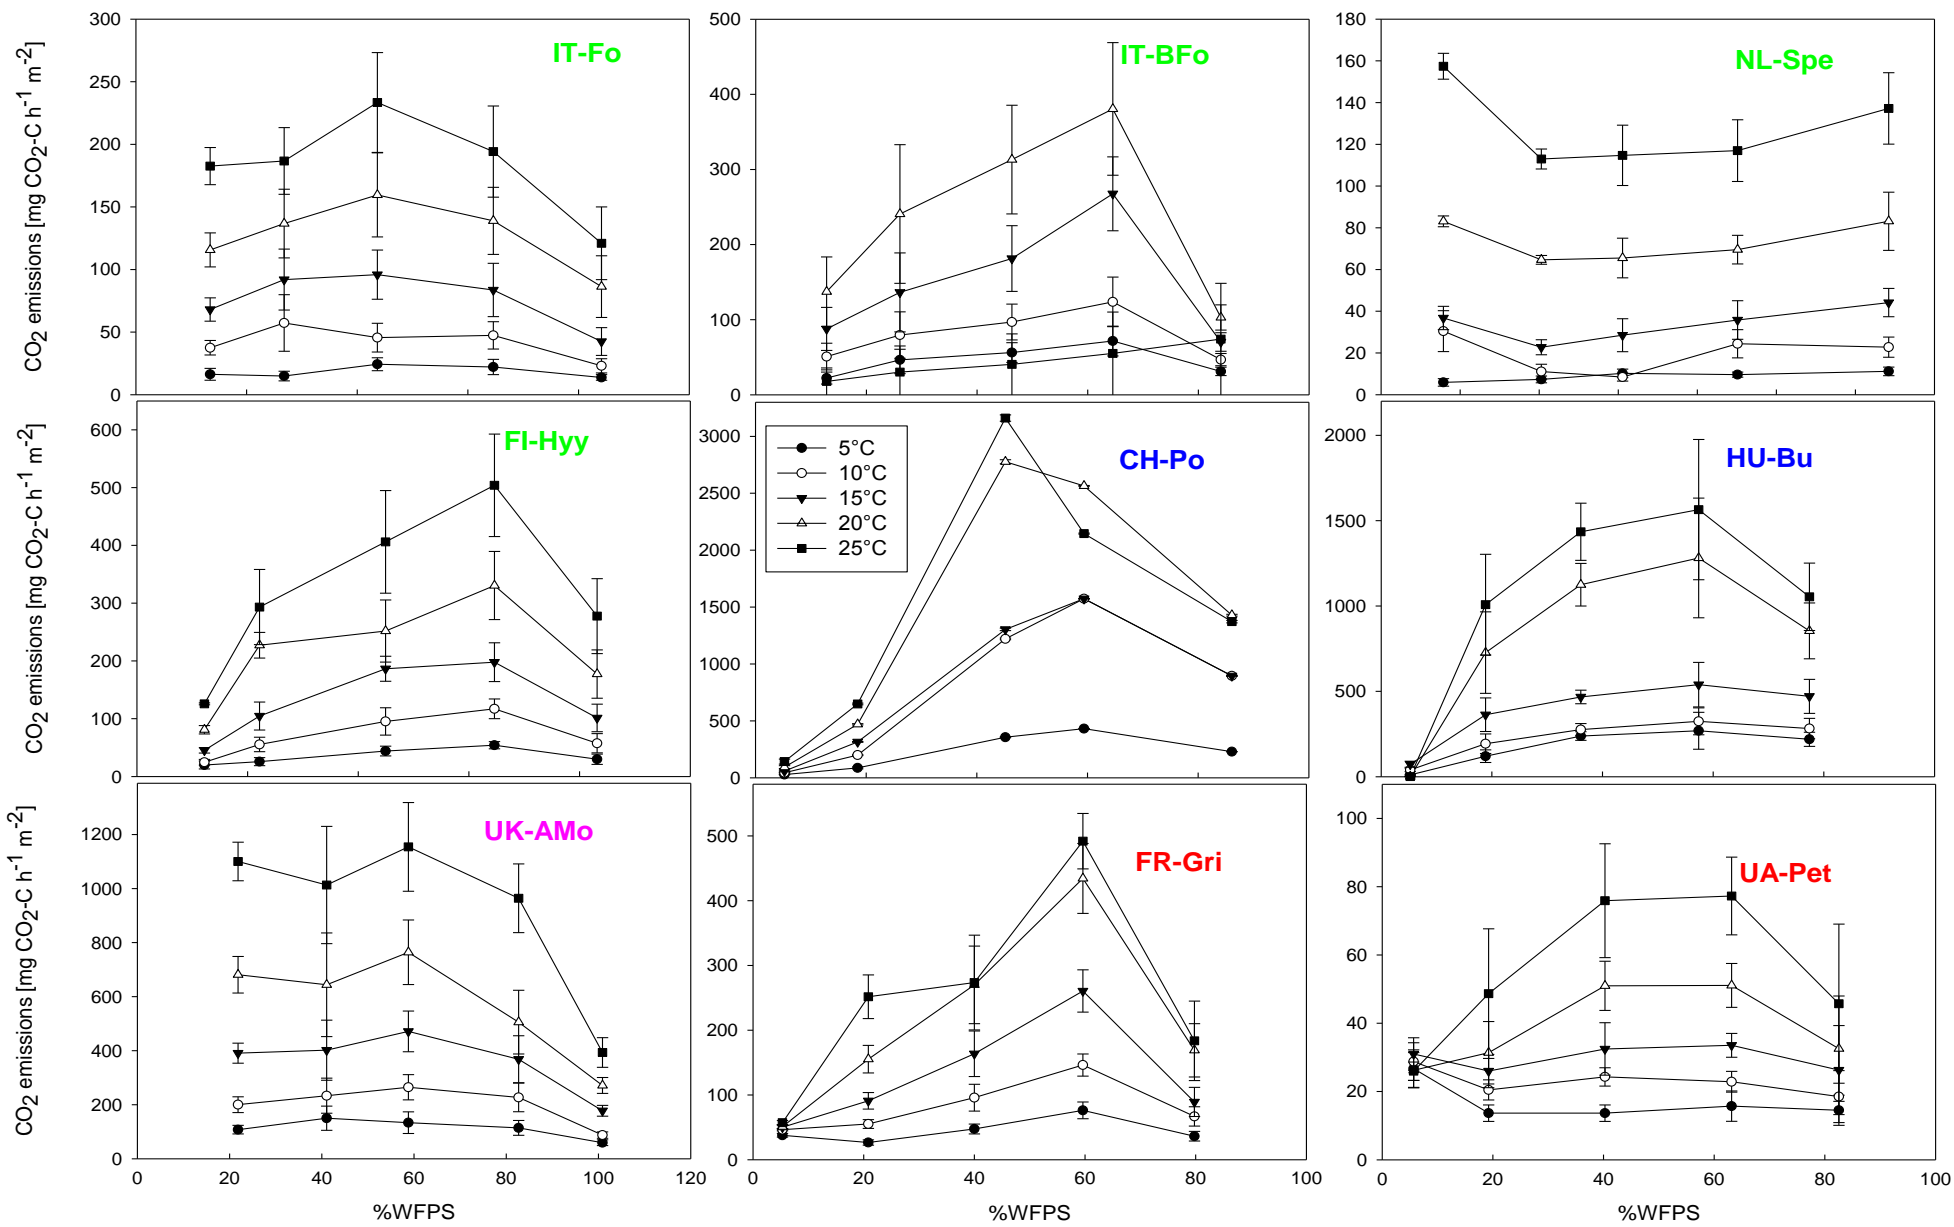 IT-Fo
CO2 emissions [mg CO2-C h-1 m-2]
300
250
200
150
100
50
0
IT-BFo
500
400
300
200
100
0
NL-Spe
180
160
140
120
100
80
60
40
20
0
FI-Hyy
CO2 emissions [mg CO2-C h-1 m-2]
600
500
400
300
200
100
0
CH-Po
3000
2500
2000
1500
1000
500
0
5°C
10°C
15°C
20°C
25°C
HU-Bu
2000
1500
1000
500
0
UK-AMo
CO2 emissions [mg CO2-C h-1 m-2]
1200
1000
800
600
400
200
0
0 20 40 60 80 100 120
%WFPS
FR-Gri
500
400
300
200
100
0
0 20 40 60 80 100
%WFPS
UA-Pet
100
80
60
40
20
0
0 20 40 60 80 100
%WFPS